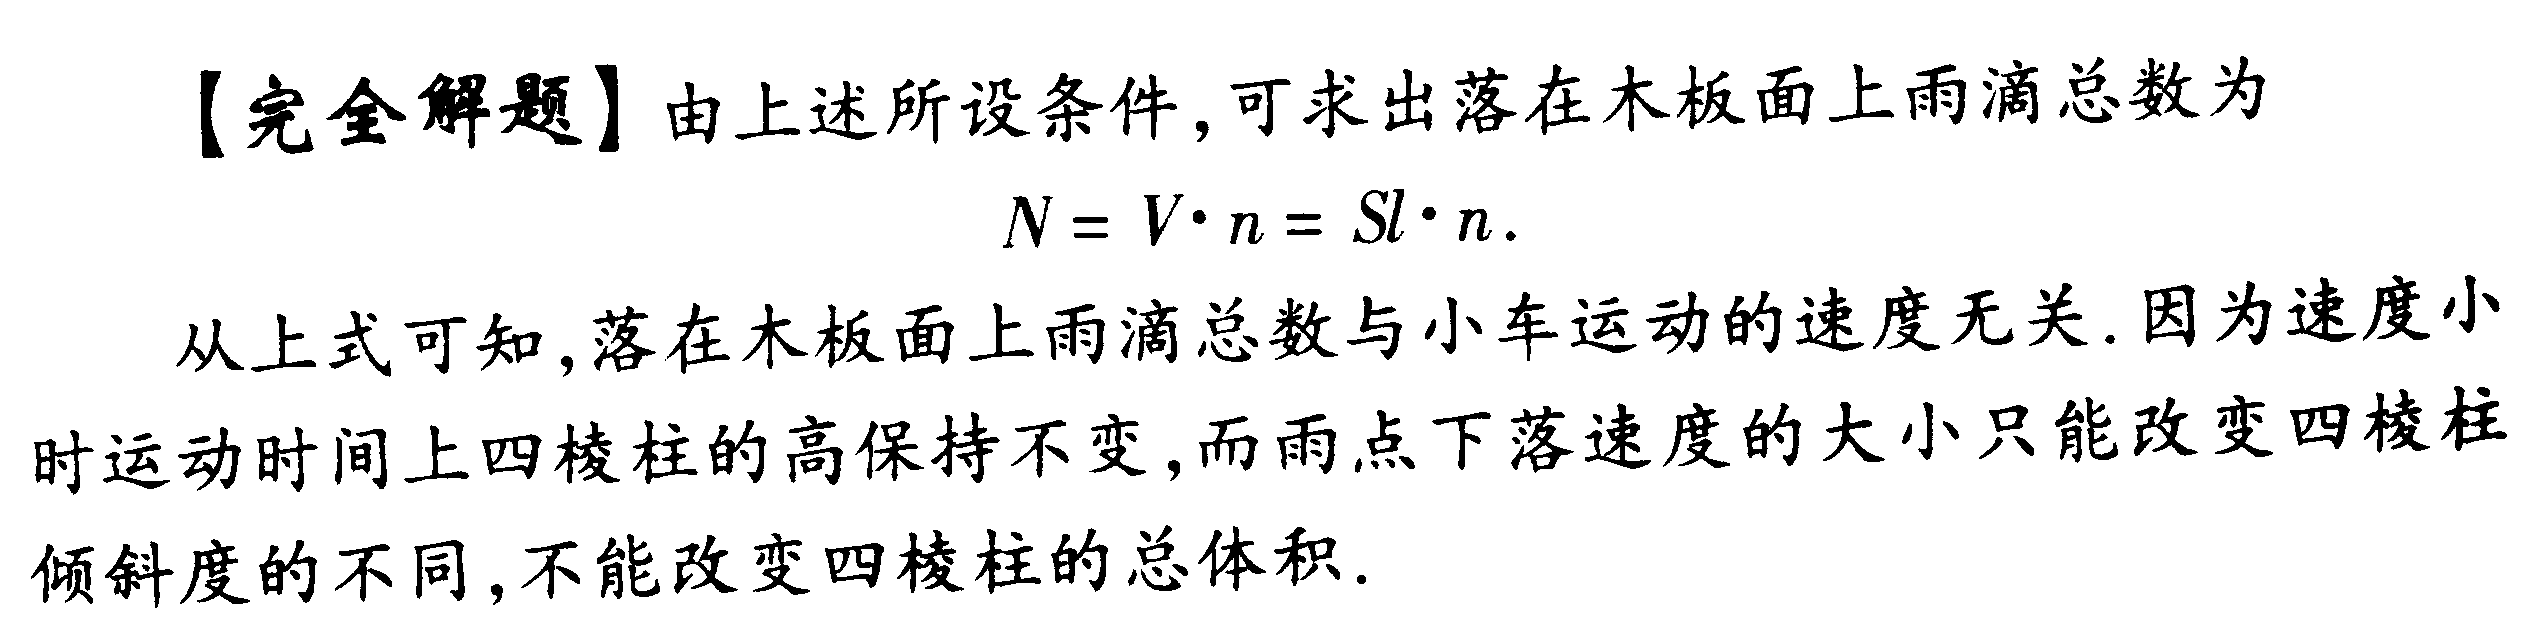 【完全解题】由上述所设条件,可求出落在木板面上雨滴总数为
N = V· n = Sl· n.
从上式可知,落在木板面上雨滴总数与小车运动的速度无关.因为速度小
时运动时间上四棱柱的高保持不变,而雨点下落速度的大小只能改变四棱柱
倾斜度的不同,不能改变四棱柱的总体积.